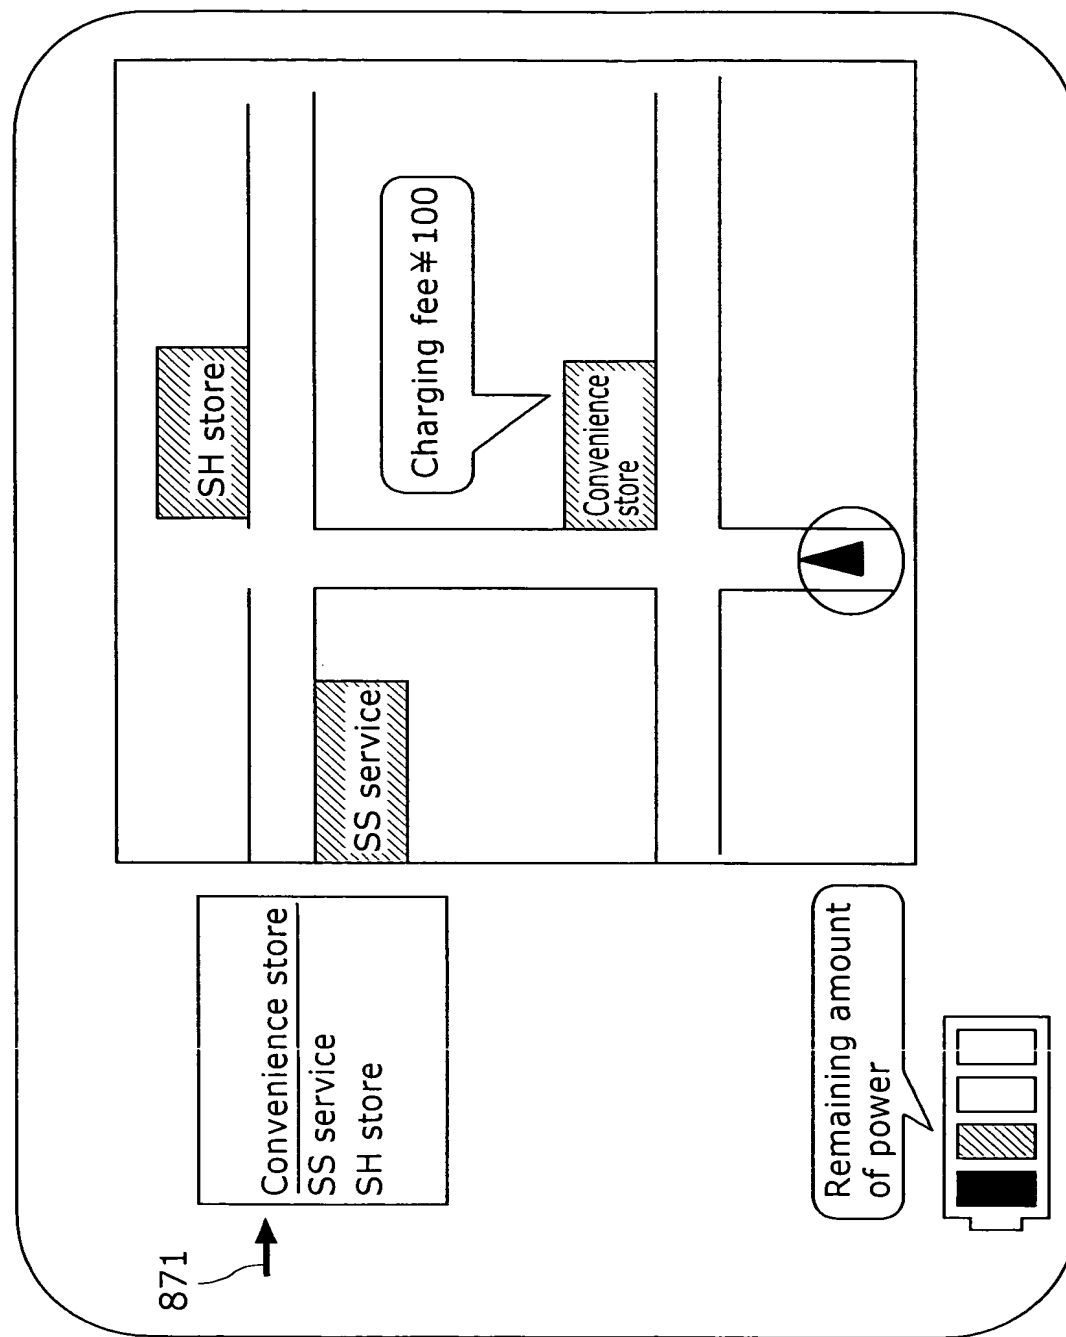 871
Convenience store
SS service
SH store
SH store
SS service
Charging fee¥100
Convenience
store
Remaining amount
of power